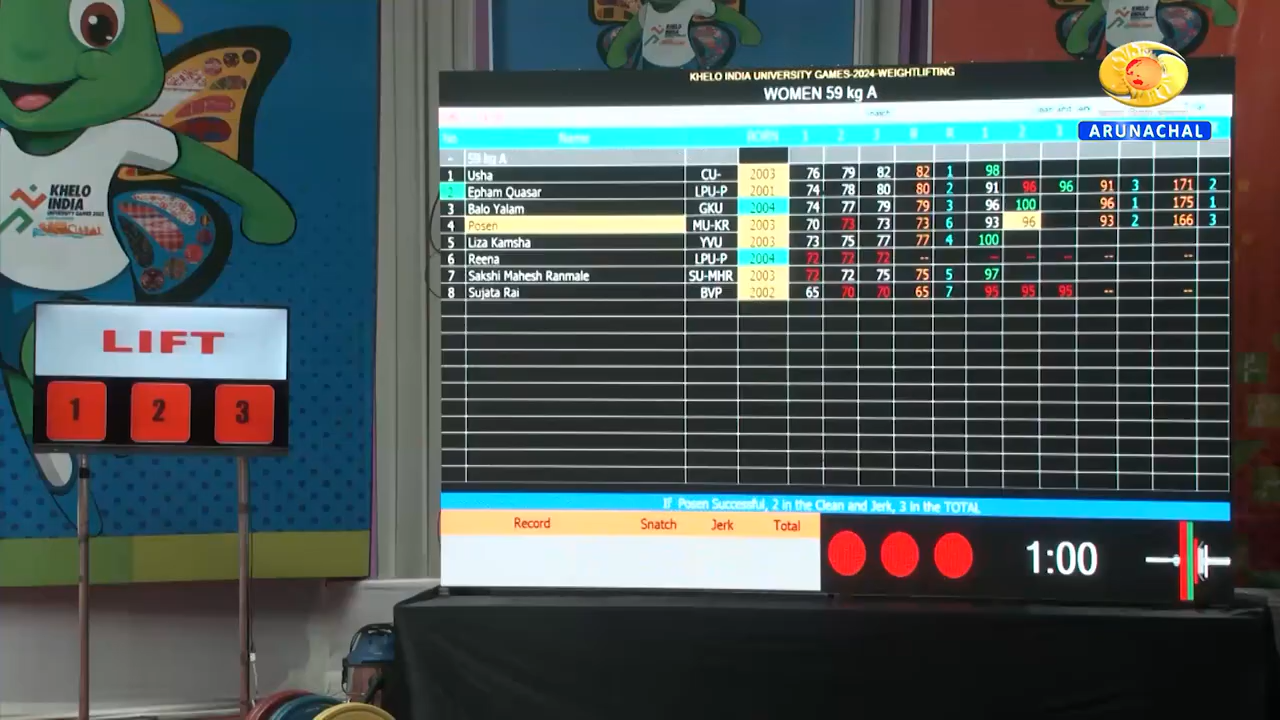 KHELO INDIA UNIVERSITY GAMES-2024-WEIGHTLIFTING
WOMEN 59 kg A
ARUNACHAL
KHELO
INDIA
LIFT
1 2 3
Name 1 2 3 1 2
- 59 kg A
1 Usha CU- 2003 76 79 82 82 1 98
2 Epham Quasar LPU-P 2001 74 78 80 80 2 91 96 96 91 3 171 2
3 Balo Yalam GKU 2004 74 77 79 79 3 96 100 96 1 175 1
4 Posen MU-KR 2003 70 73 73 73 6 93 96 93 2 166 3
5 Liza Kamsha YVU 2003 73 75 77 77 4 100
6 Reena LPU-P 2004 72 72 72 -- -- -- -- -- --
7 Sakshi Mahesh Ranmale SU-MHR 2003 72 72 75 75 5 97
8 Sujata Rai BVP 2002 65 70 70 65 7 95 95 95 -- --
If Posen Successful, 2 in the Clean and Jerk, 3 in the TOTAL
Record Snatch Jerk Total
1:00